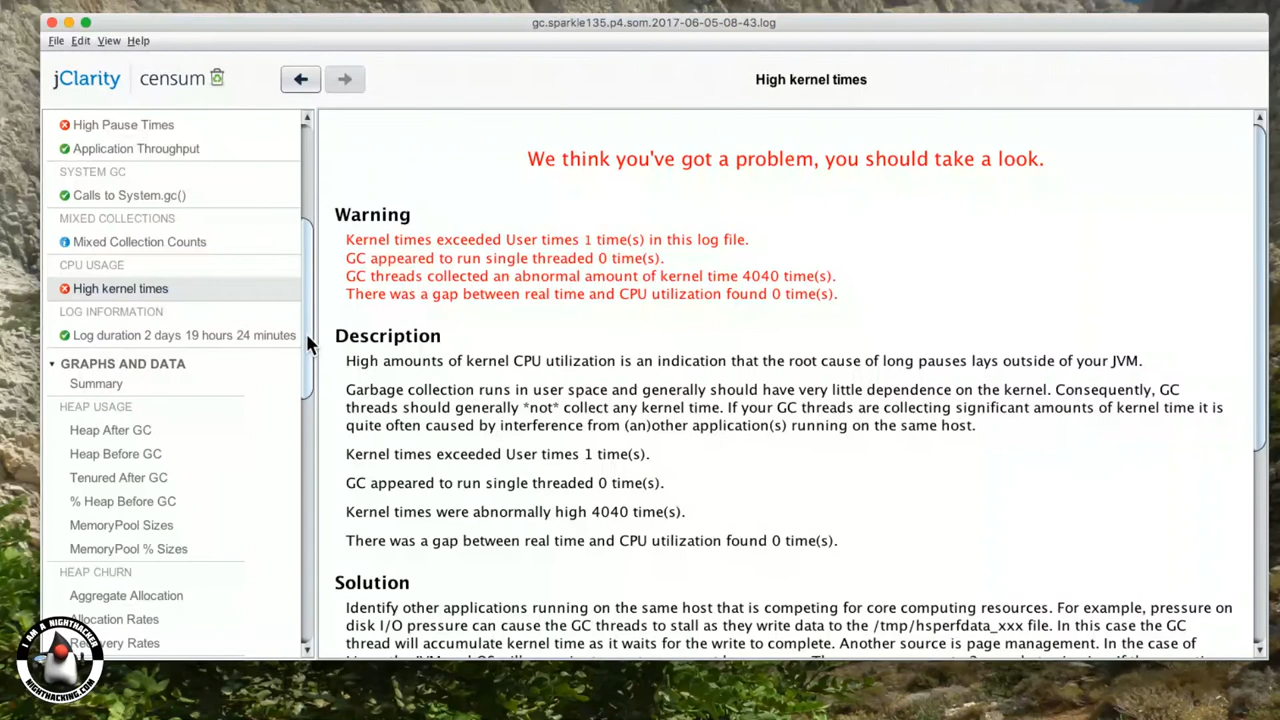 gc.sparkle135.p4.som.2017-06-05-08-43.log
File Edit View Help
jClarity censum
High kernel times
High Pause Times
Application Throughput
SYSTEM GC
Calls to System.gc()
MIXED COLLECTIONS
Mixed Collection Counts
CPU USAGE
High kernel times
LOG INFORMATION
Log duration 2 days 19 hours 24 minutes
GRAPHS AND DATA
Summary
HEAP USAGE
Heap After GC
Heap Before GC
Tenured After GC
% Heap Before GC
MemoryPool Sizes
MemoryPool % Sizes
HEAP CHURN
Aggregate Allocation
Allocation Rates
Rates
We think you've got a problem, you should take a look.
Warning
Kernel times exceeded User times 1 time(s) in this log file.
GC appeared to run single threaded 0 time(s).
GC threads collected an abnormal amount of kernel time 4040 time(s).
There was a gap between real time and CPU utilization found 0 time(s).
Description
High amounts of kernel CPU utilization is an indication that the root cause of long pauses lays outside of your JVM.
Garbage collection runs in user space and generally should have very little dependence on the kernel. Consequently, GC
threads should generally *not* collect any kernel time. If your GC threads are collecting significant amounts of kernel time it is
quite often caused by interference from (an)other application(s) running on the same host.
Kernel times exceeded User times 1 time(s).
GC appeared to run single threaded 0 time(s).
Kernel times were abnormally high 4040 time(s).
There was a gap between real time and CPU utilization found 0 time(s).
Solution
Identify other applications running on the same host that is competing for core computing resources. For example, pressure on
disk I/O pressure can cause the GC threads to stall as they write data to the /tmp/hsperfdata_xxx file. In this case the GC
thread will accumulate kernel time as it waits for the write to complete. Another source is page management. In the case of
I AM A NIGHTHACKER
NIGHTHACKING.COM